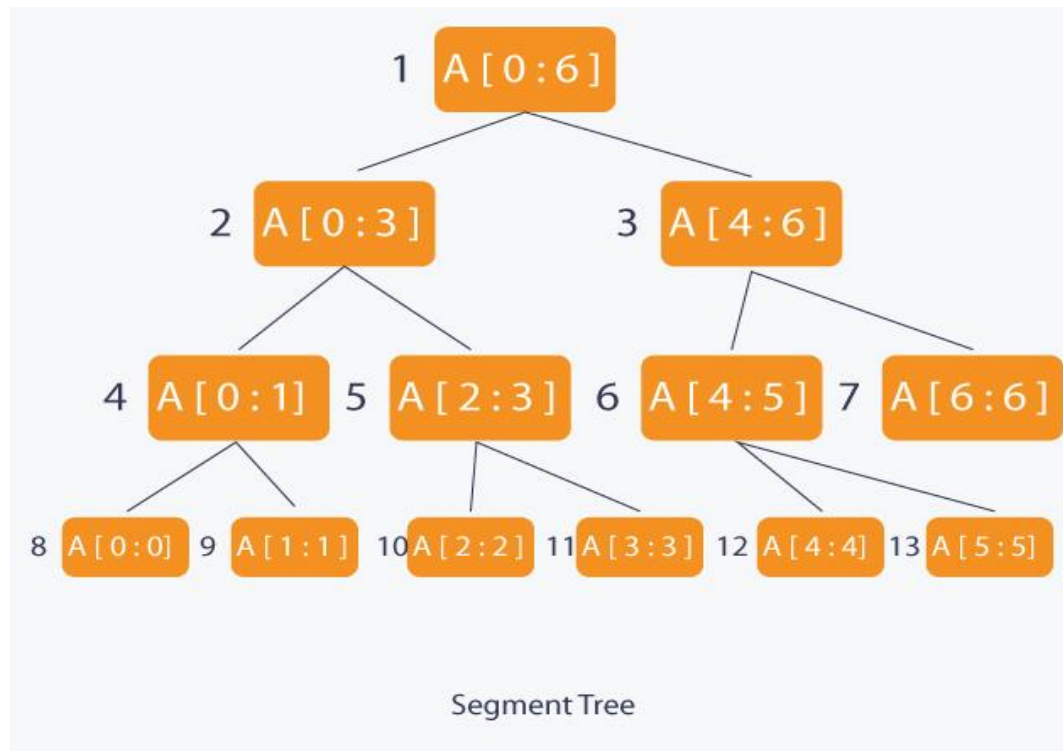 1 A [ 0 : 6 ]
2 A [ 0 : 3 ] 3 A [ 4 : 6 ]
4 A [ 0 : 1 ] 5 A [ 2 : 3 ] 6 A [ 4 : 5 ] 7 A [ 6 : 6 ]
8 A [ 0 : 0 ] 9 A [ 1 : 1 ] 10 A [ 2 : 2 ] 11 A [ 3 : 3 ] 12 A [ 4 : 4 ] 13 A [ 5 : 5 ]
Segment Tree